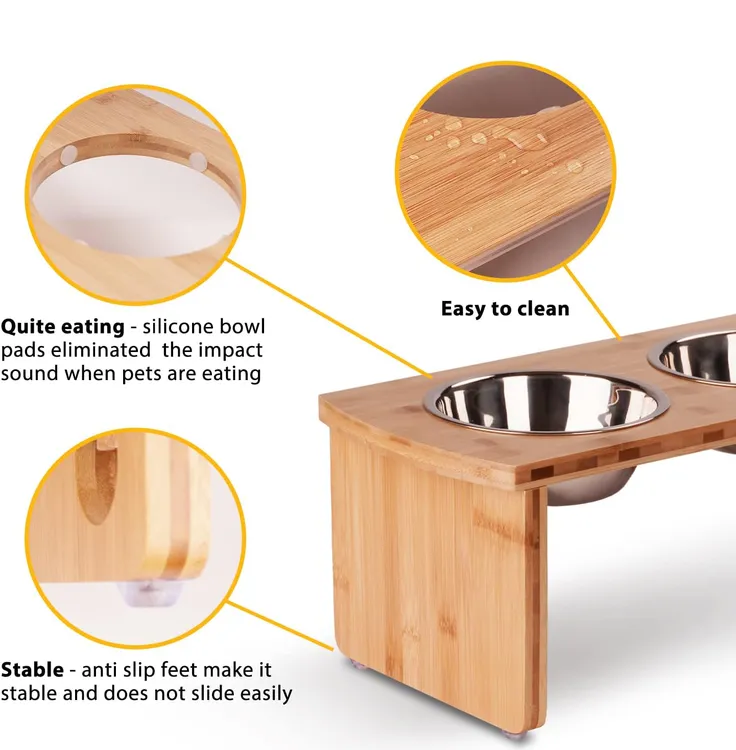 Easy to clean
Quite eating - silicone bowl
pads eliminated the impact
sound when pets are eating
Stable - anti slip feet make it
stable and does not slide easily